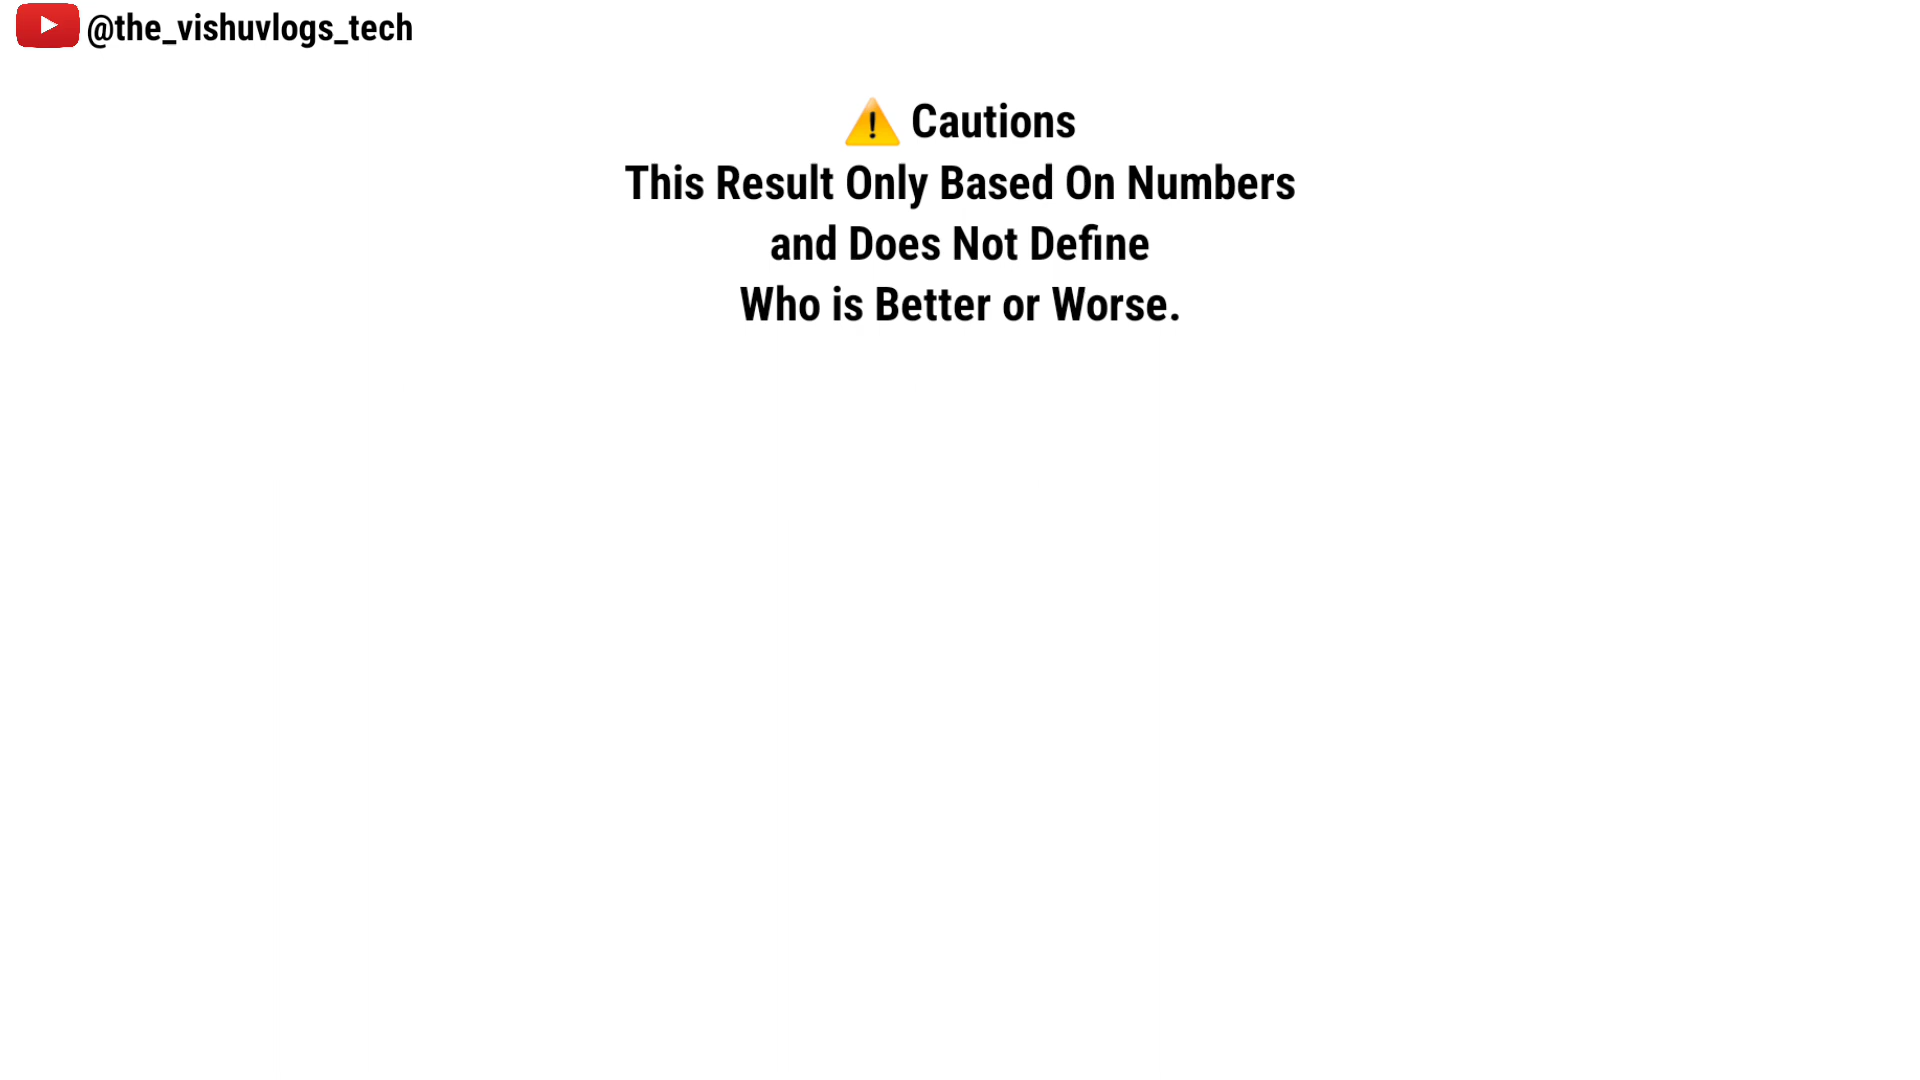 @the_vishuvlogs_tech
⚠️ Cautions
This Result Only Based On Numbers
and Does Not Define
Who is Better or Worse.